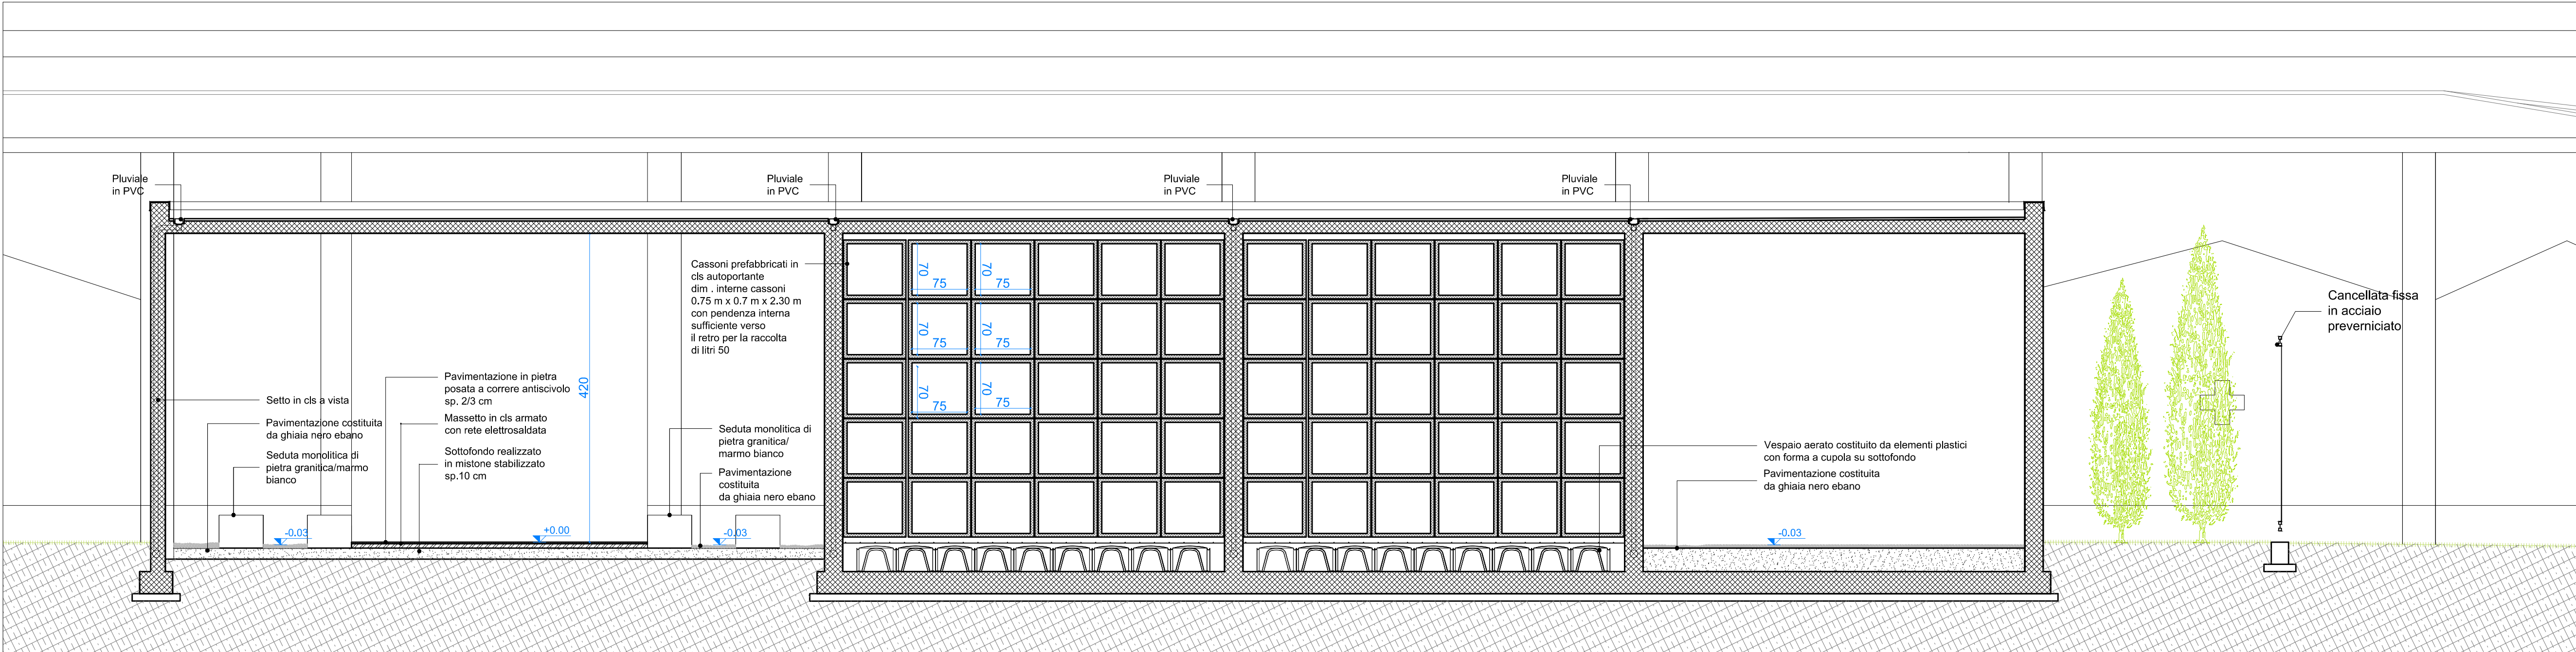 Pluviale
in PVC
Pluviale
in PVC
Pluviale
in PVC
Pluviale
in PVC
Cassoni prefabbricati in
cls autoportante
dim . interne cassoni
0.75 m x 0.7 m x 2.30 m
con pendenza interna
sufficiente verso
il retro per la raccolta
di litri 50
70
75
70
75
70
75
70
75
70
75
70
75
420
Setto in cls a vista
Pavimentazione costituita
da ghiaia nero ebano
Seduta monolitica di
pietra granitica/marmo
bianco
Pavimentazione in pietra
posata a correre antiscivolo
sp. 2/3 cm
Massetto in cls armato
con rete elettrosaldata
Sottofondo realizzato
in mistone stabilizzato
sp.10 cm
Seduta monolitica di
pietra granitica/
marmo bianco
Pavimentazione
costituita
da ghiaia nero ebano
-0.03
+0.00
-0.03
Vespaio aerato costituito da elementi plastici
con forma a cupola su sottofondo
Pavimentazione costituita
da ghiaia nero ebano
-0.03
Cancellata fissa
in acciaio
preverniciato